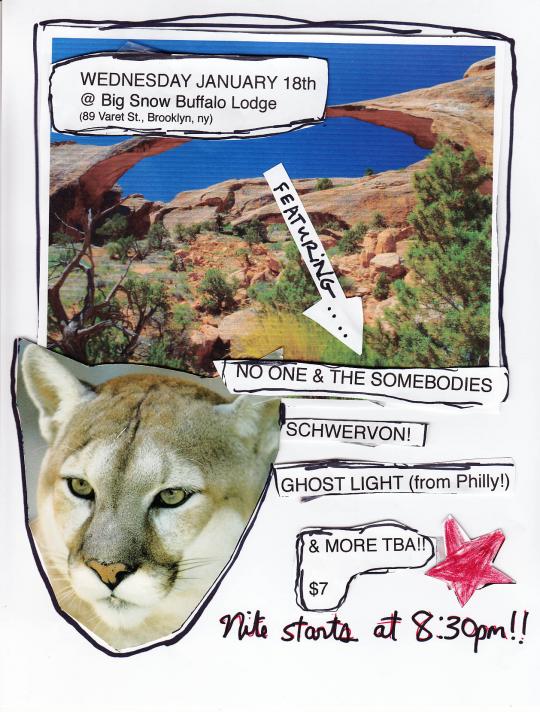 WEDNESDAY JANUARY 18th
@ Big Snow Buffalo Lodge
(89 Varet St., Brooklyn, ny)
FEATURING .....
NO ONE & THE SOMEBODIES
SCHWERVON!
GHOST LIGHT (from Philly!)
& MORE TBA!!
$7
Nite starts at 8:30pm!!